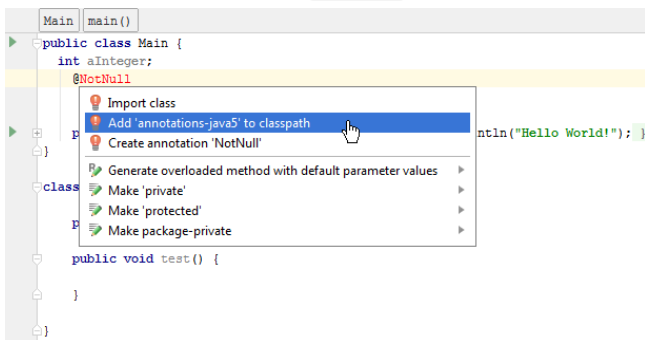 Main main()
public class Main {
int aInteger;
@NotNull
Import class
Add 'annotations-java5' to classpath
p ntln("Hello World!"); }
Create annotation 'NotNull'
}
Generate overloaded method with default parameter values
class Make 'private'
Make 'protected'
p
Make package-private
public void test() {
}
}